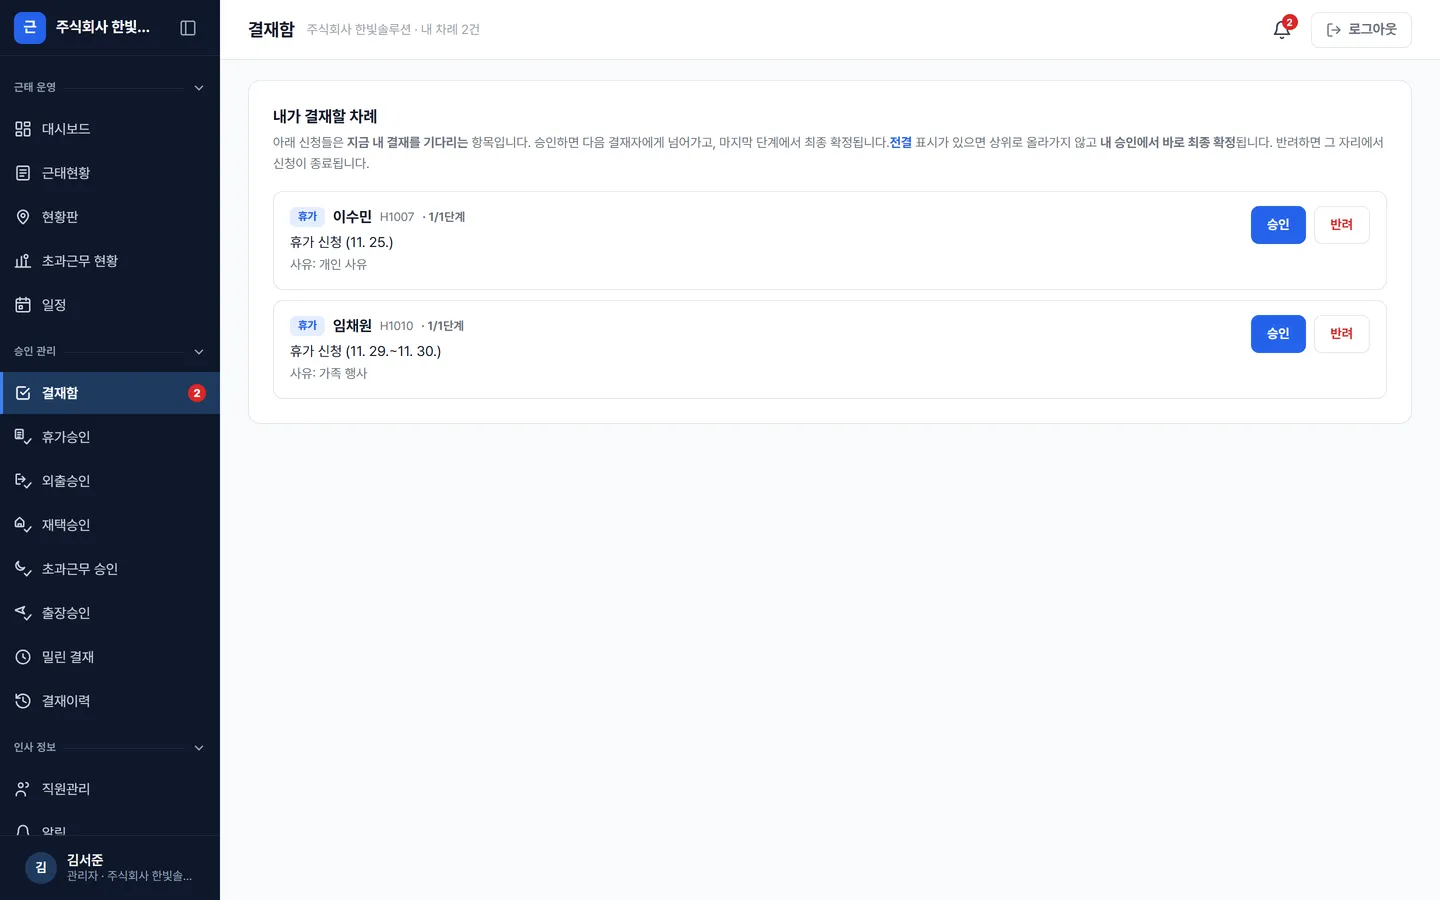 근
주식회사 한빛...
근태 운영
대시보드
근태현황
현황판
초과근무 현황
일정
승인 관리
결재함
2
휴가승인
외출승인
재택승인
초과근무 승인
출장승인
밀린 결재
결재이력
인사 정보
직원관리
알림
김
김서준
관리자 · 주식회사 한빛솔...
결재함
주식회사 한빛솔루션 · 내 차례 2건
2
로그아웃
내가 결재할 차례
아래 신청들은 지금 내 결재를 기다리는 항목입니다. 승인하면 다음 결재자에게 넘어가고, 마지막 단계에서 최종 확정됩니다.전결 표시가 있으면 상위로 올라가지 않고 내 승인에서 바로 최종 확정됩니다. 반려하면 그 자리에서
신청이 종료됩니다.
휴가 이수민 H1007 · 1/1단계
휴가 신청 (11. 25.)
사유: 개인 사유
승인 반려
휴가 임채원 H1010 · 1/1단계
휴가 신청 (11. 29.~11. 30.)
사유: 가족 행사
승인 반려